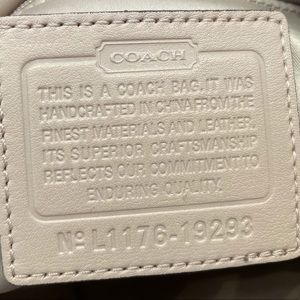 COACH
THIS IS A COACH BAG. IT WAS
HANDCRAFTED IN CHINA FROM THE
FINEST MATERIALS AND LEATHER.
ITS SUPERIOR CRAFTSMANSHIP
REFLECTS OUR COMMITMENT TO
ENDURING QUALITY.
Nº L1176-19293